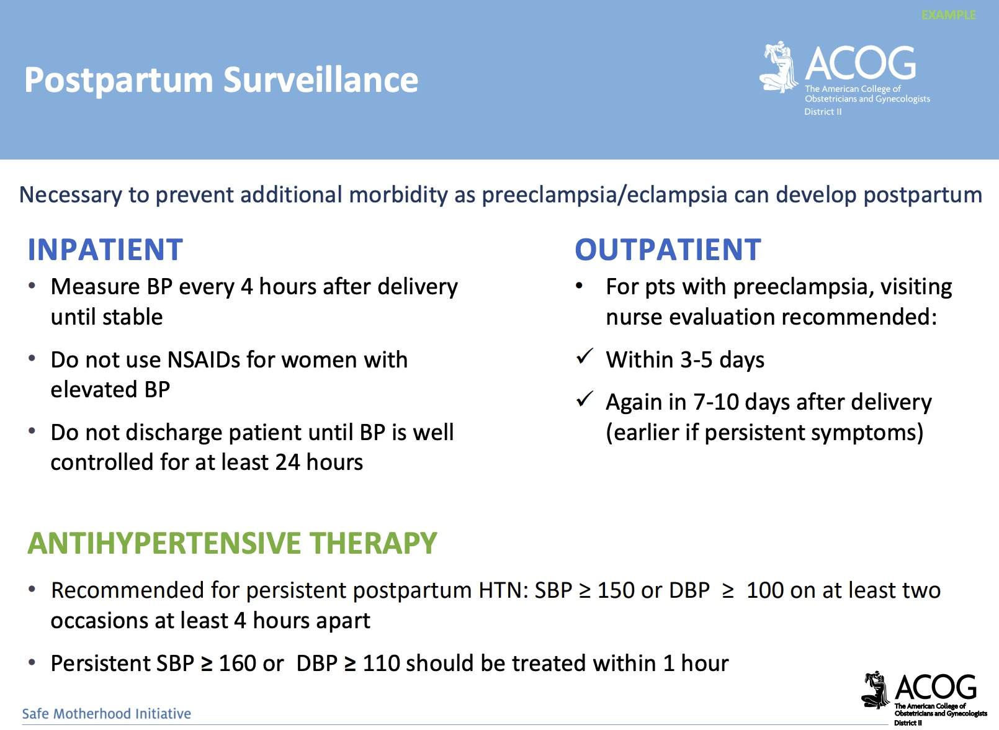 EXAMPLE
Postpartum Surveillance
ACOG
The American College of
Obstetricians and Gynecologists
District II
Necessary to prevent additional morbidity as preeclampsia/eclampsia can develop postpartum
INPATIENT
• Measure BP every 4 hours after delivery
until stable
• Do not use NSAIDs for women with
elevated BP
• Do not discharge patient until BP is well
controlled for at least 24 hours
OUTPATIENT
• For pts with preeclampsia, visiting
nurse evaluation recommended:
✓ Within 3-5 days
✓ Again in 7-10 days after delivery
(earlier if persistent symptoms)
ANTIHYPERTENSIVE THERAPY
• Recommended for persistent postpartum HTN: SBP ≥ 150 or DBP ≥ 100 on at least two
occasions at least 4 hours apart
• Persistent SBP ≥ 160 or DBP ≥ 110 should be treated within 1 hour
Safe Motherhood Initiative
ACOG
The American College of
Obstetricians and Gynecologists
District II